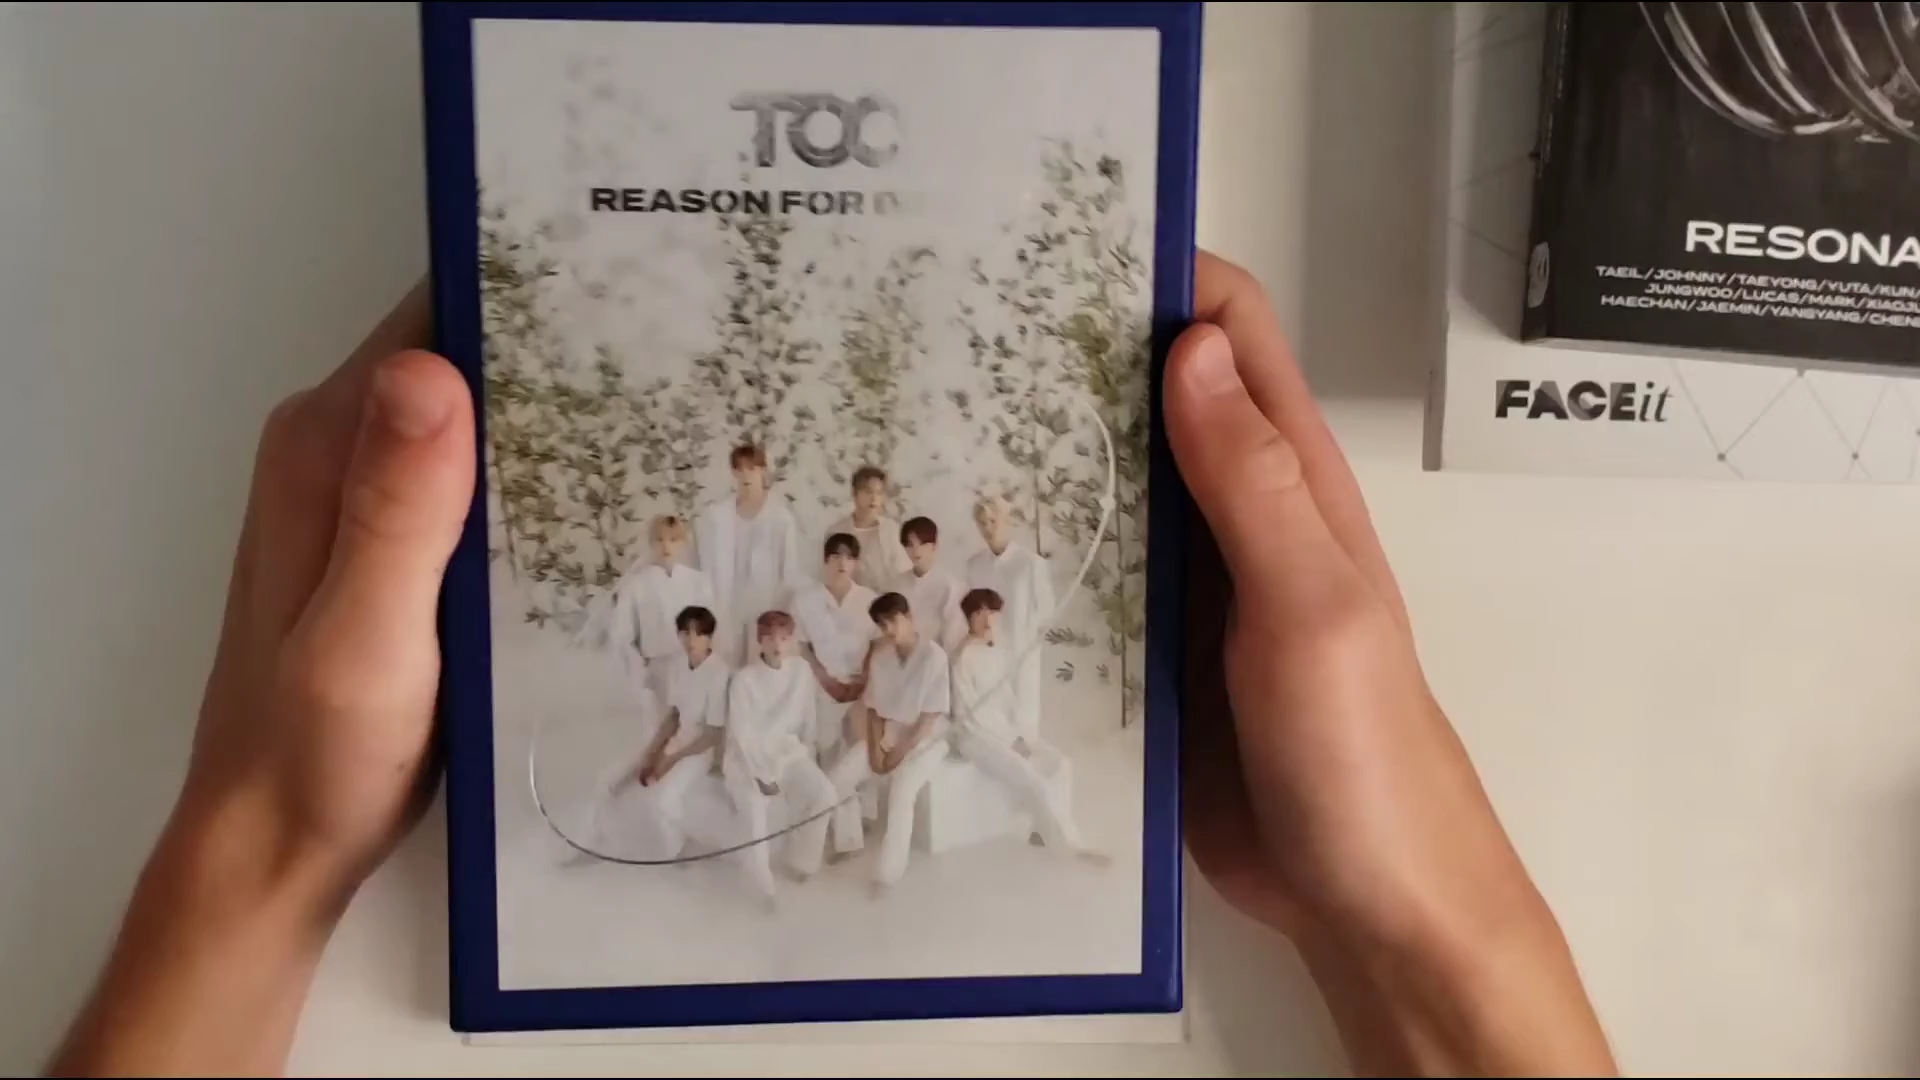 TOO
REASON FOR
RESONA
TAEIL/JOHNNY/TAEYONG/YUTA/KUN/
JUNGWOO/LUCAS/MARK/XIAOJU
HAECHAN/JAEMIN/YANGYANG/CHEN
FACEit